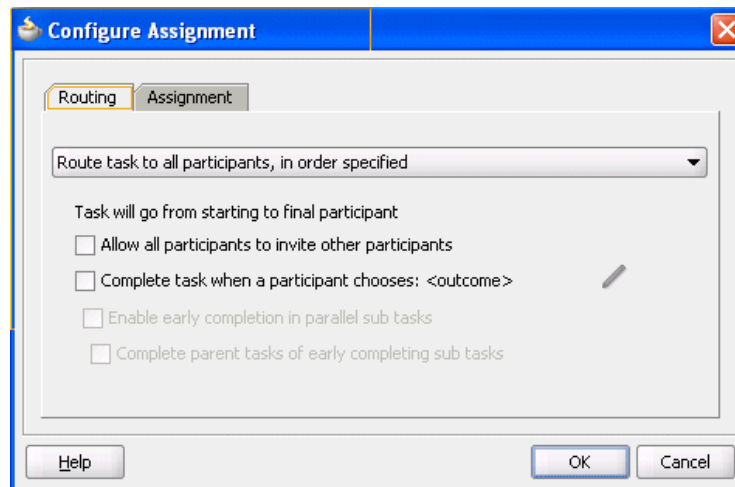 Configure Assignment
Routing
Assignment
Route task to all participants, in order specified
Task will go from starting to final participant
Allow all participants to invite other participants
Complete task when a participant chooses: <outcome>
Enable early completion in parallel sub tasks
Complete parent tasks of early completing sub tasks
Help
OK
Cancel